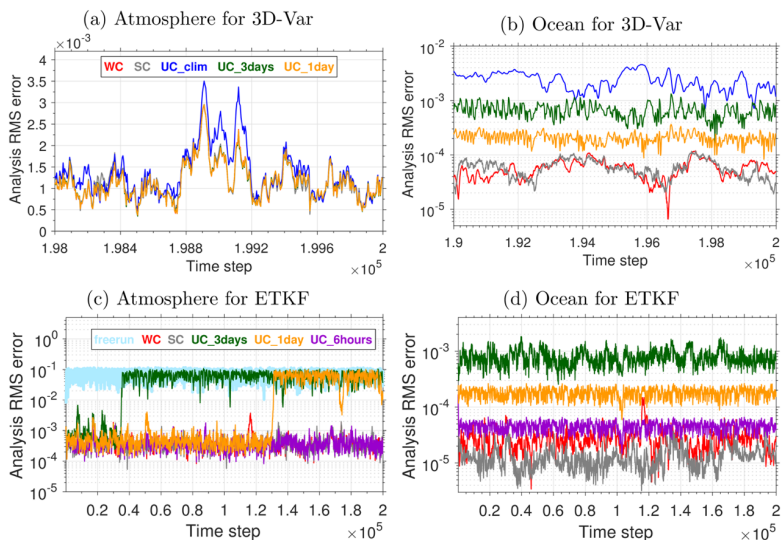 (a) Atmosphere for 3D-Var
×10⁻³
WC SC UC_clim UC_3days UC_1day
Analysis RMS error
4
3.5
3
2.5
2
1.5
1
0.5
0
1.98 1.984 1.988 1.992 1.996 2
Time step
×10⁵
(b) Ocean for 3D-Var
Analysis RMS error
10⁻²
10⁻³
10⁻⁴
10⁻⁵
1.9 1.92 1.94 1.96 1.98 2
Time step
×10⁵
(c) Atmosphere for ETKF
freerun WC SC UC_3days UC_1day UC_6hours
Analysis RMS error
10⁰
10⁻¹
10⁻²
10⁻³
10⁻⁴
10⁻⁵
0.2 0.4 0.6 0.8 1 1.2 1.4 1.6 1.8 2
Time step
×10⁵
(d) Ocean for ETKF
Analysis RMS error
10⁻³
10⁻⁴
10⁻⁵
0.2 0.4 0.6 0.8 1 1.2 1.4 1.6 1.8 2
Time step
×10⁵